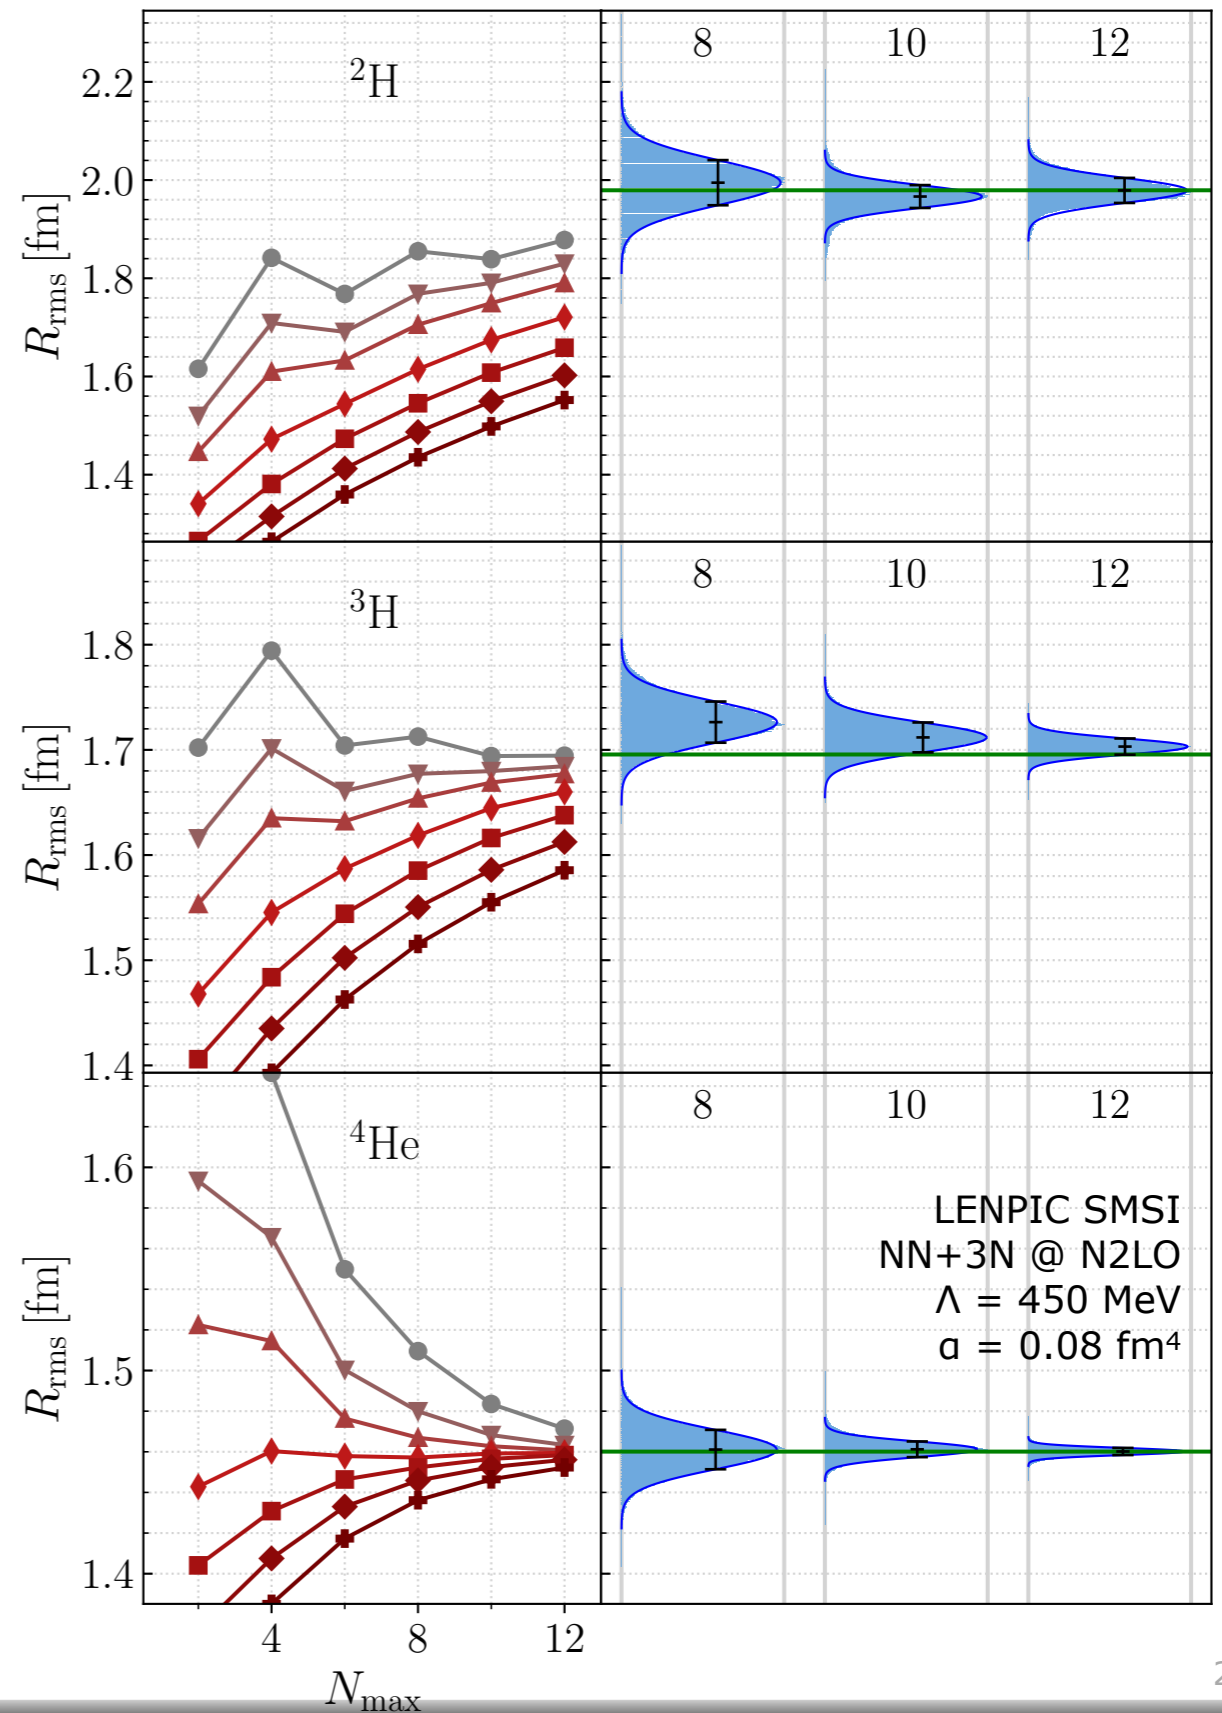 ²H
8 10 12
2.2
2.0
1.8
1.6
1.4
R_rms [fm]
³H
8 10 12
1.8
1.7
1.6
1.5
1.4
R_rms [fm]
⁴He
8 10 12
1.6
1.5
1.4
R_rms [fm]
LENPIC SMSI
NN+3N @ N2LO
Λ = 450 MeV
α = 0.08 fm⁴
4 8 12
N_max
2